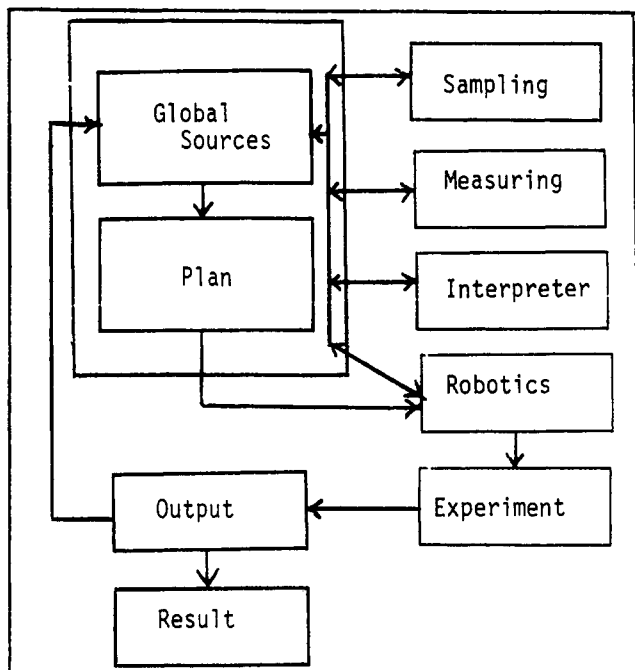 Global
Sources
Plan
Sampling
Measuring
Interpreter
Robotics
Experiment
Output
Result